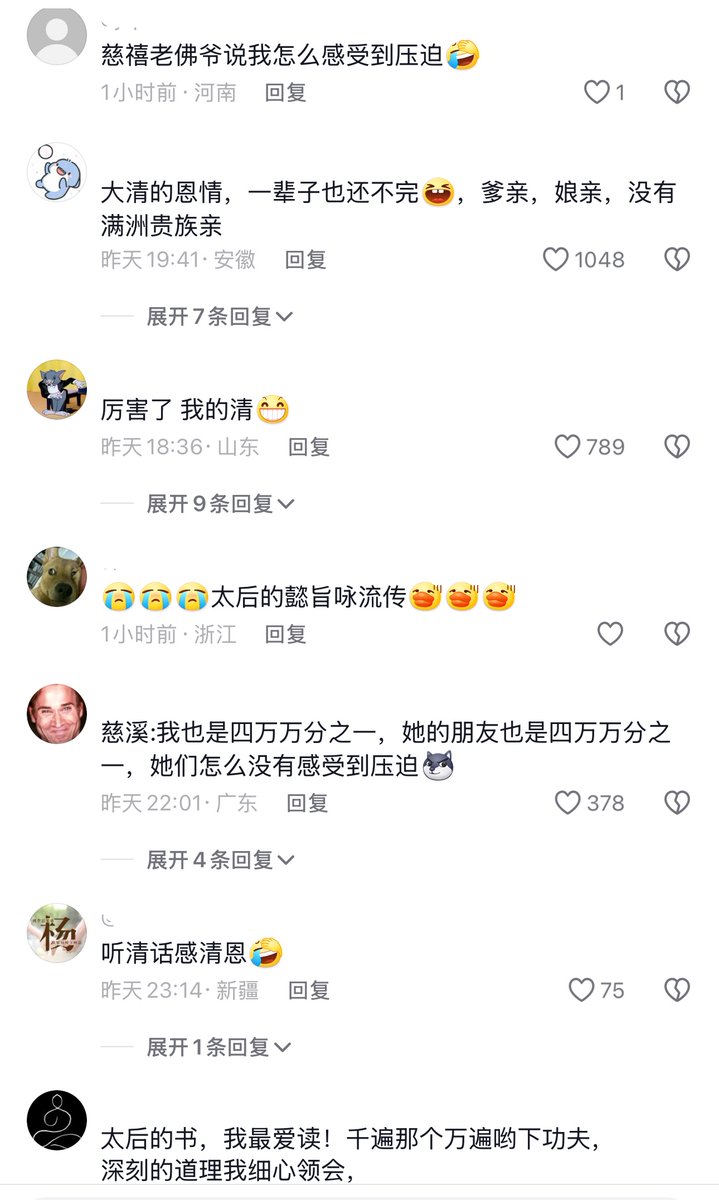 慈禧老佛爷说我怎么感受到压迫🤣
1小时前·河南 回复 1
大清的恩情，一辈子也还不完😆，爹亲，娘亲，没有
满洲贵族亲
昨天19:41·安徽 回复 1048
展开7条回复
厉害了 我的清😁
昨天18:36·山东 回复 789
展开9条回复
😭😭😭太后的懿旨咏流传
1小时前·浙江 回复
慈溪:我也是四万万分之一，她的朋友也是四万万分之
一，她们怎么没有感受到压迫
昨天22:01·广东 回复 378
展开4条回复
杨
听清话感清恩🤣
昨天23:14·新疆 回复 75
展开1条回复
太后的书，我最爱读！千遍那个万遍哟下功夫，
深刻的道理我细心领会，